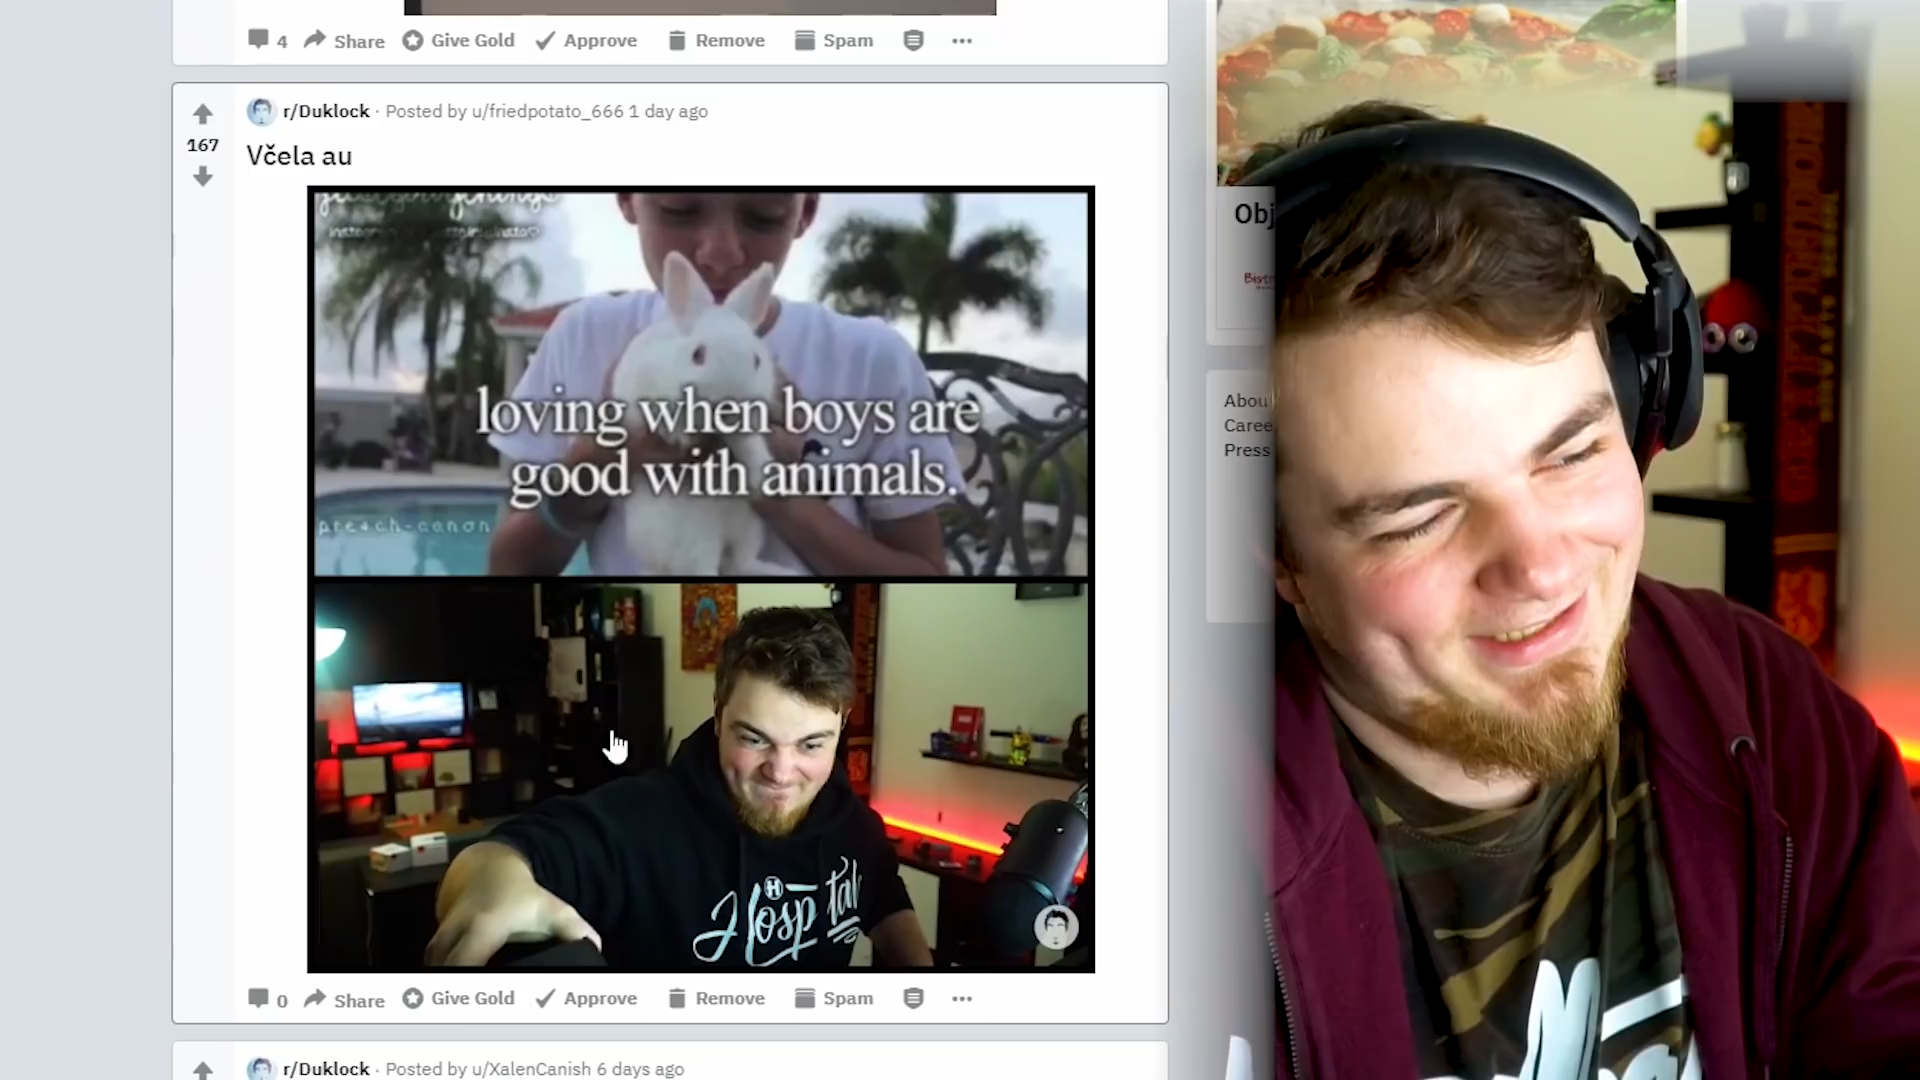 4 Share Give Gold Approve Remove Spam
r/Duklock · Posted by u/friedpotato_666 1 day ago
167
Včela au
loving when boys are
good with animals.
preach-canon
Hospital
0 Share Give Gold Approve Remove Spam
r/Duklock · Posted by u/XalenCanish 6 days ago
Obj
Bistr
Abou
Caree
Press